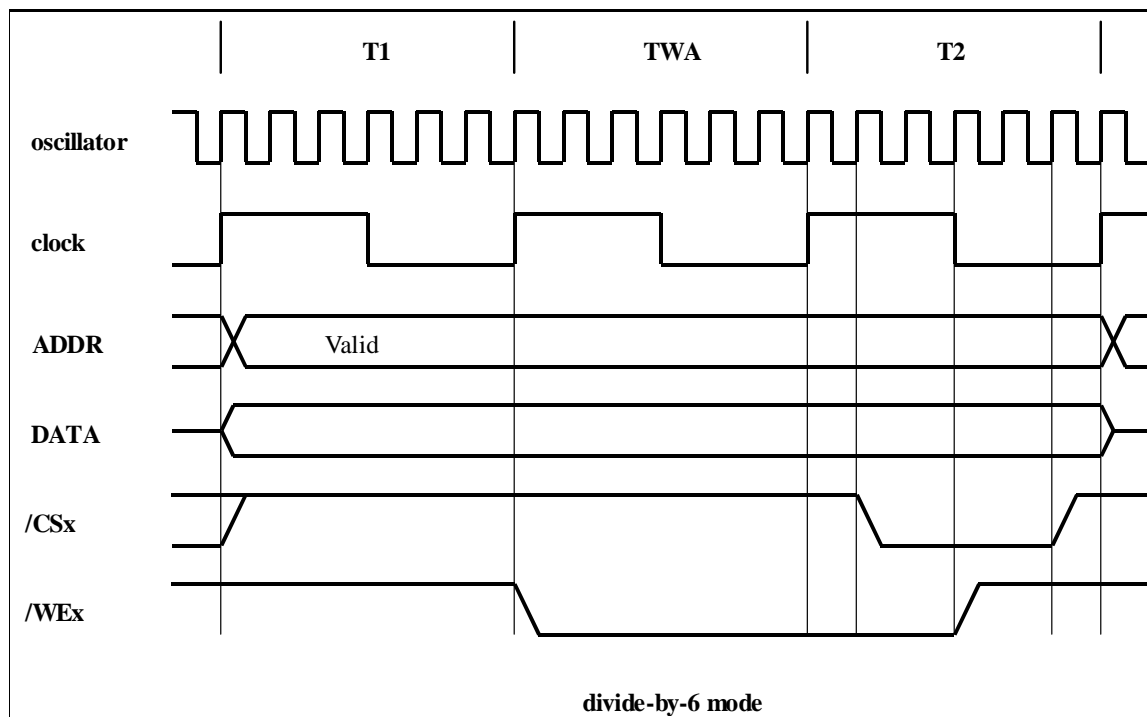 T1 TWA T2
oscillator
clock
ADDR Valid
DATA
/CSx
/WEx
divide-by-6 mode